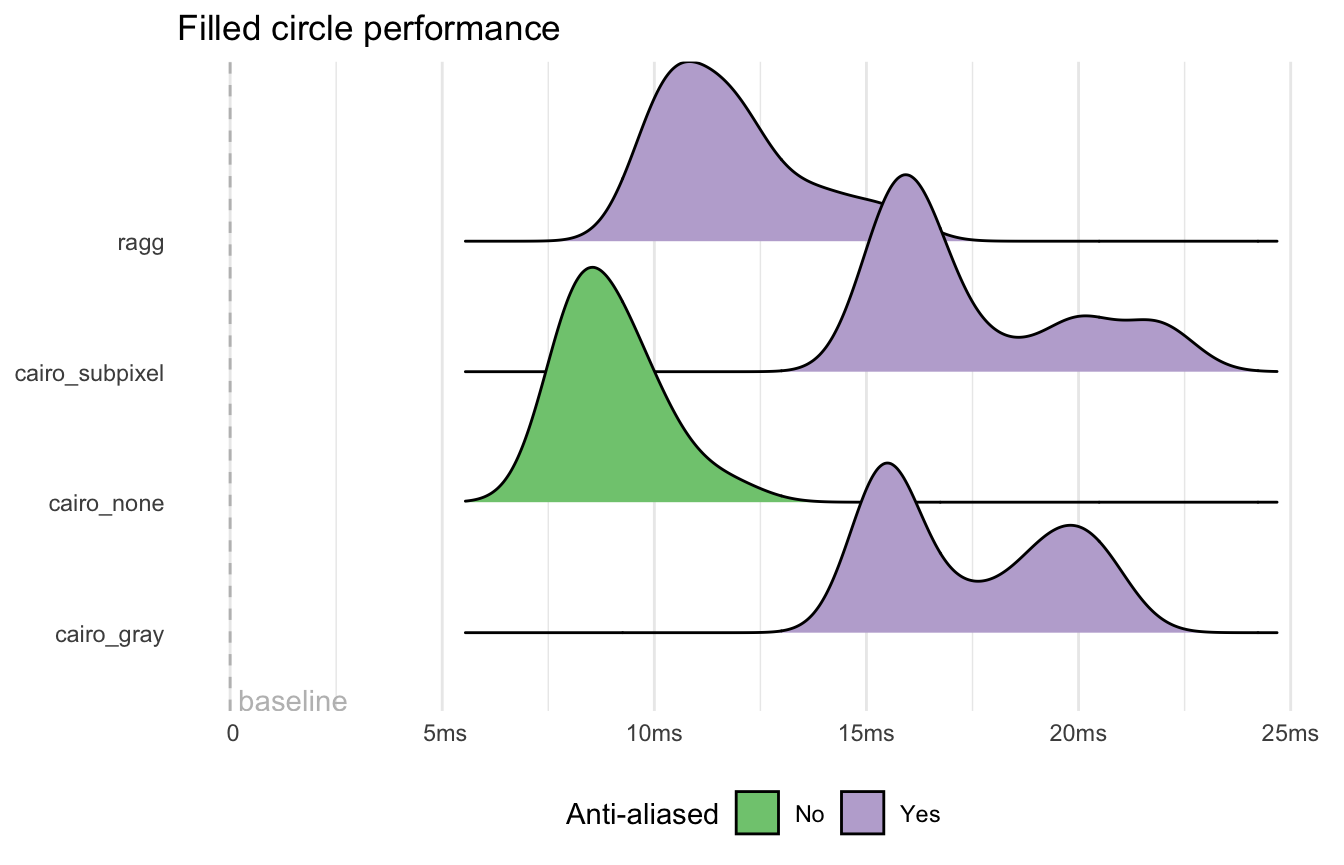 Filled circle performance
ragg
cairo_subpixel
cairo_none
cairo_gray
baseline
0 5ms 10ms 15ms 20ms 25ms
Anti-aliased No Yes